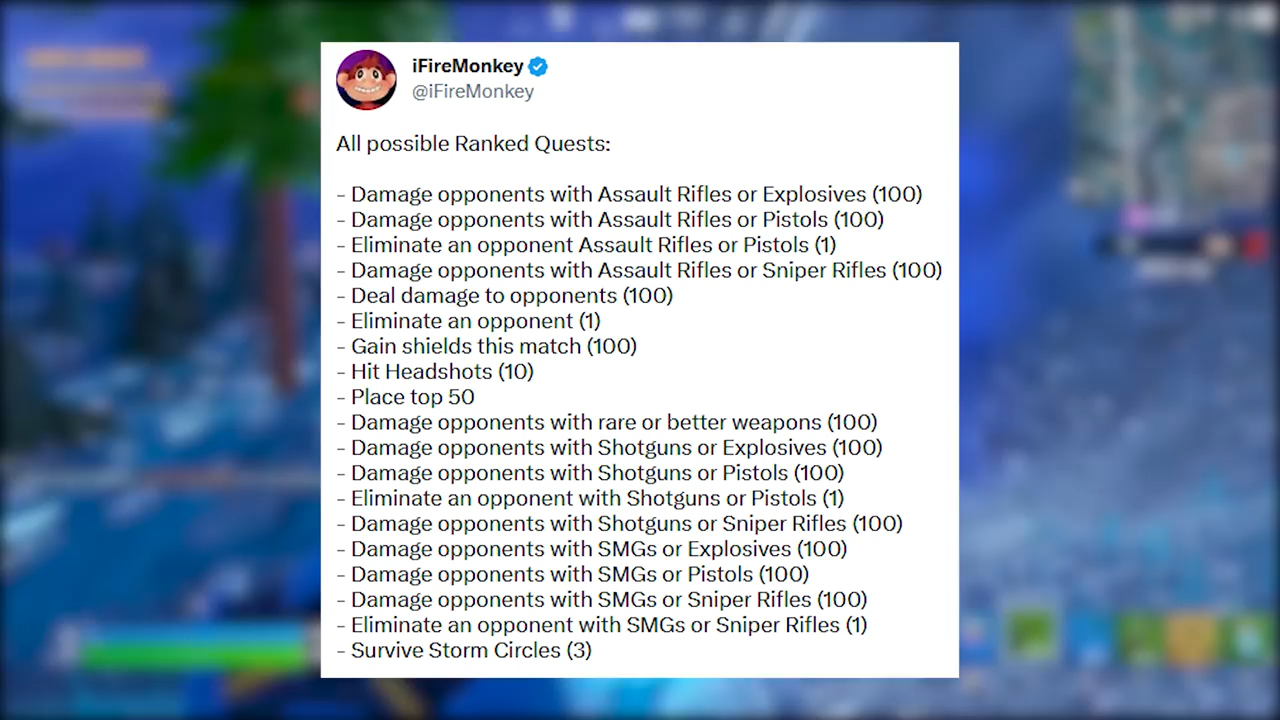 iFireMonkey
@iFireMonkey
All possible Ranked Quests:
- Damage opponents with Assault Rifles or Explosives (100)
- Damage opponents with Assault Rifles or Pistols (100)
- Eliminate an opponent Assault Rifles or Pistols (1)
- Damage opponents with Assault Rifles or Sniper Rifles (100)
- Deal damage to opponents (100)
- Eliminate an opponent (1)
- Gain shields this match (100)
- Hit Headshots (10)
- Place top 50
- Damage opponents with rare or better weapons (100)
- Damage opponents with Shotguns or Explosives (100)
- Damage opponents with Shotguns or Pistols (100)
- Eliminate an opponent with Shotguns or Pistols (1)
- Damage opponents with Shotguns or Sniper Rifles (100)
- Damage opponents with SMGs or Explosives (100)
- Damage opponents with SMGs or Pistols (100)
- Damage opponents with SMGs or Sniper Rifles (100)
- Eliminate an opponent with SMGs or Sniper Rifles (1)
- Survive Storm Circles (3)